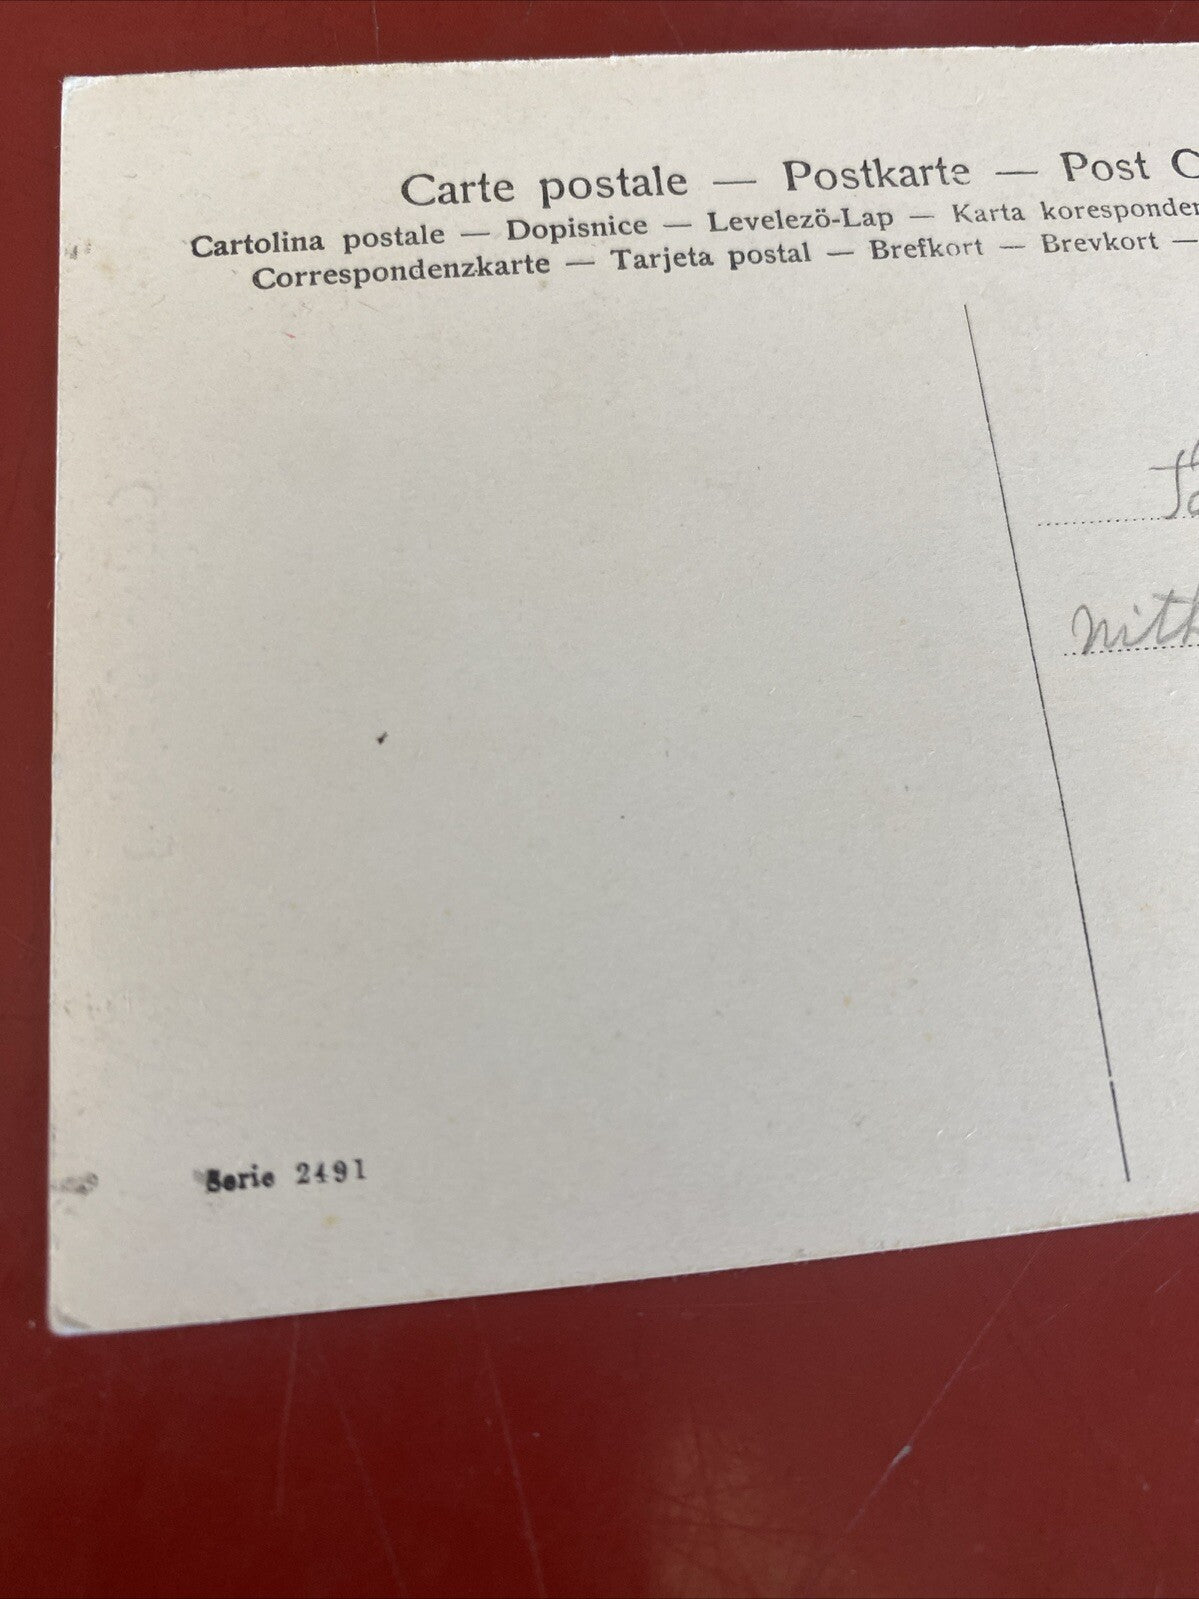 Carte postale — Postkarte — Post C
Cartolina postale — Dopisnice — Levelezö-Lap — Karta koresponden
Correspondenzkarte — Tarjeta postal — Brefkort — Brevkort —
Serie 2491